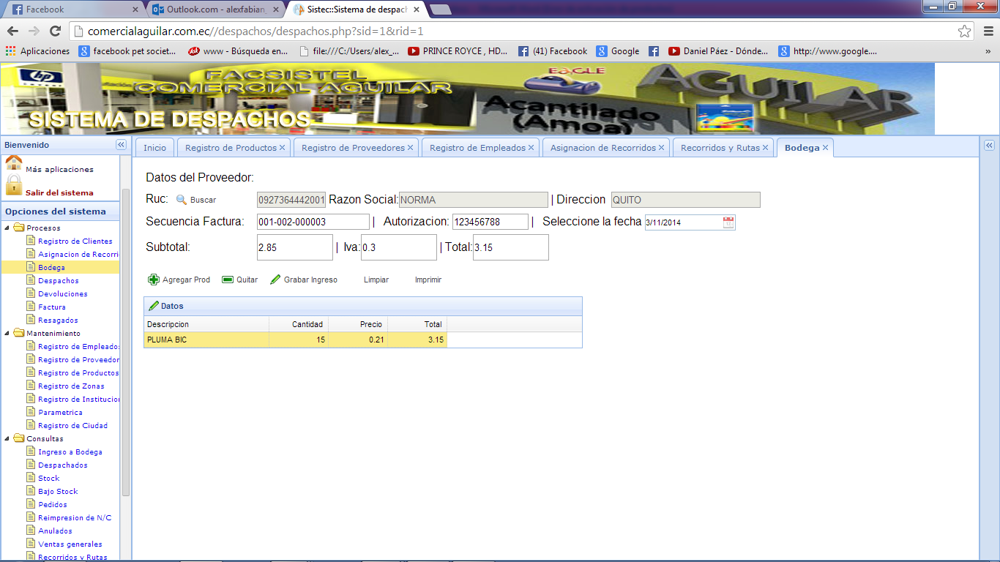 Facebook
Outlook.com - alexfabian_
Sistec::Sistema de despach
comercialaguilar.com.ec//despachos/despachos.php?sid=1&rid=1
Aplicaciones
facebook pet societ...
www - Búsqueda en...
file:///C:/Users/alex_...
PRINCE ROYCE , HD...
(41) Facebook
Google
Daniel Páez - Dónde...
http://www.google....
»
hp
FACSISTEL
COMERCIAL AGUILAR
SISTEMA DE DESPACHOS
EAGLE
Acantilado
(Amoa)
AGUILAR
Bienvenido
Más aplicaciones
Salir del sistema
Opciones del sistema
Procesos
Registro de Clientes
Asignacion de Recorri
Bodega
Despachos
Devoluciones
Factura
Resagados
Mantenimiento
Registro de Empleados
Registro de Proveedor
Registro de Productos
Registro de Zonas
Registro de Institucion
Parametrica
Registro de Ciudad
Consultas
Ingreso a Bodega
Despachados
Stock
Bajo Stock
Pedidos
Reimpresion de N/C
Anulados
Ventas generales
Recorridos y Rutas
Inicio
Registro de Productos
Registro de Proveedores
Registro de Empleados
Asignacion de Recorridos
Recorridos y Rutas
Bodega
Datos del Proveedor:
Ruc: Buscar 0927364442001 Razon Social: NORMA | Direccion QUITO
Secuencia Factura: 001-002-000003 | Autorizacion: 123456788 | Seleccione la fecha 3/11/2014
Subtotal: 2.85 | Iva: 0.3 | Total: 3.15
Agregar Prod Quitar Grabar Ingreso Limpiar Imprimir
Datos
Descripcion Cantidad Precio Total
PLUMA BIC 15 0.21 3.15